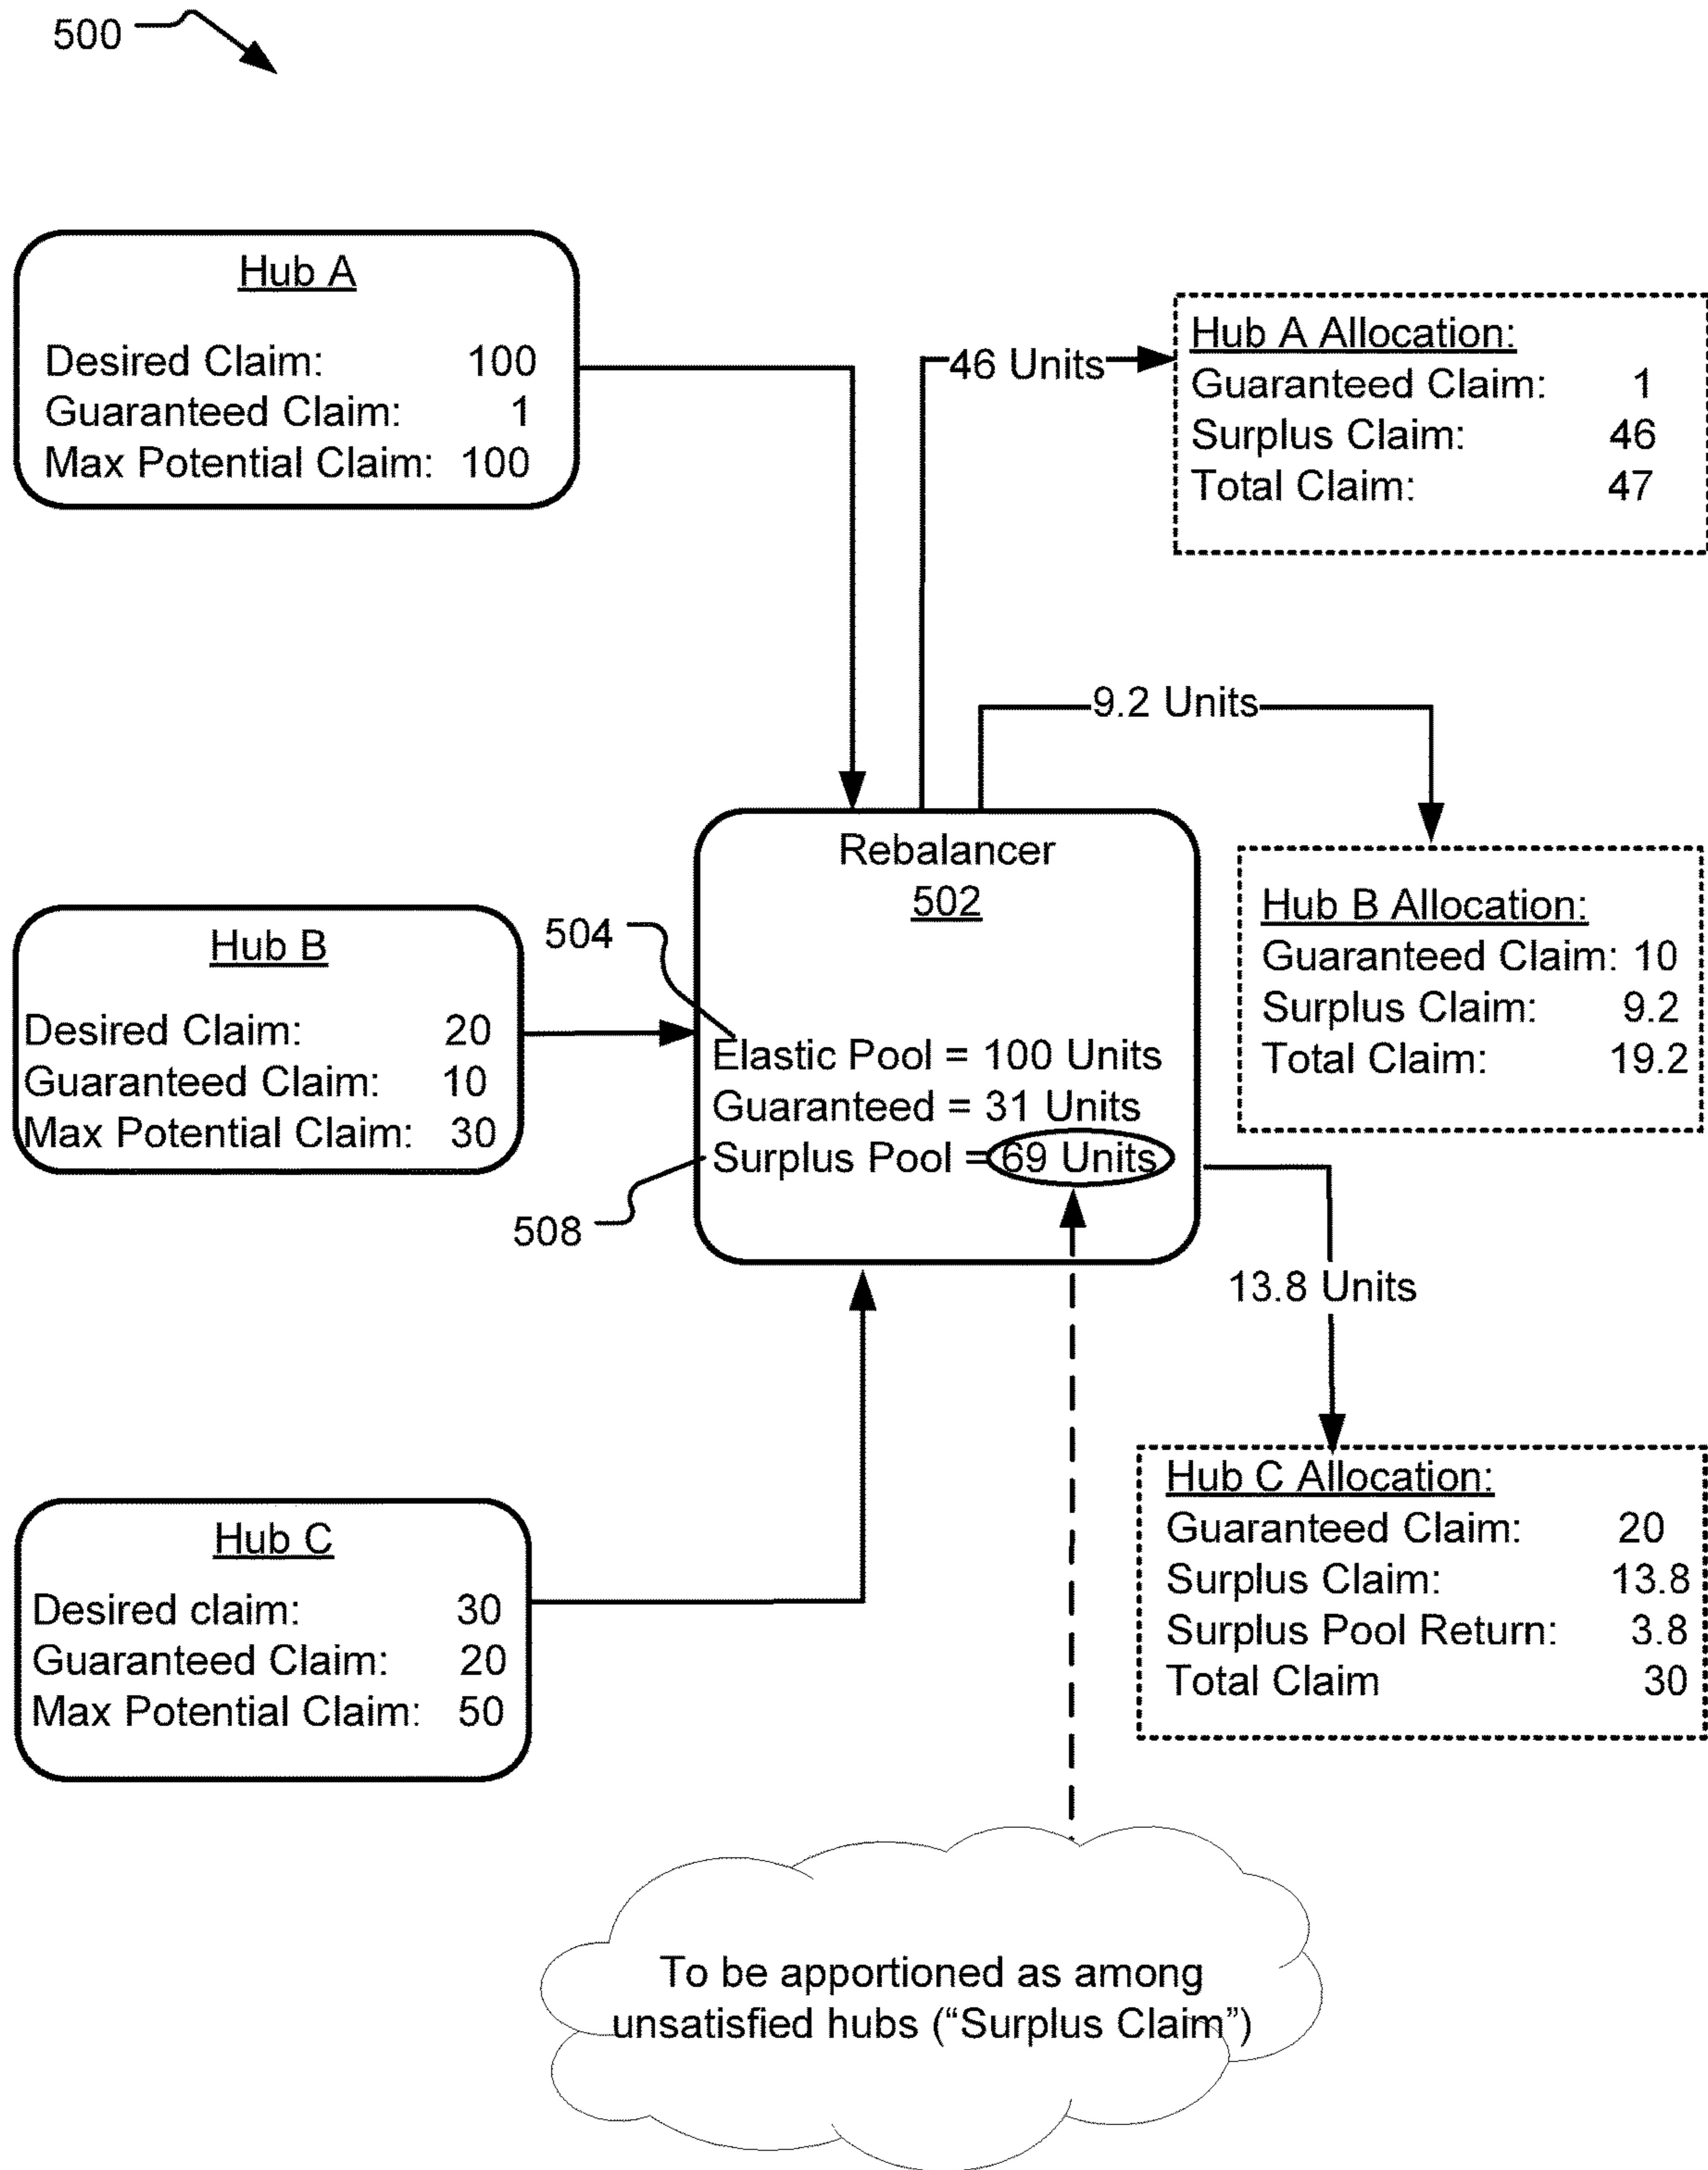 500
Hub A
Desired Claim: 100
Guaranteed Claim: 1
Max Potential Claim: 100
46 Units
Hub A Allocation:
Guaranteed Claim: 1
Surplus Claim: 46
Total Claim: 47
9.2 Units
Rebalancer
502
504
Elastic Pool = 100 Units
Guaranteed = 31 Units
Surplus Pool = 69 Units
508
Hub B
Desired Claim: 20
Guaranteed Claim: 10
Max Potential Claim: 30
Hub B Allocation:
Guaranteed Claim: 10
Surplus Claim: 9.2
Total Claim: 19.2
13.8 Units
Hub C
Desired claim: 30
Guaranteed Claim: 20
Max Potential Claim: 50
Hub C Allocation:
Guaranteed Claim: 20
Surplus Claim: 13.8
Surplus Pool Return: 3.8
Total Claim 30
To be apportioned as among
unsatisfied hubs (“Surplus Claim”)